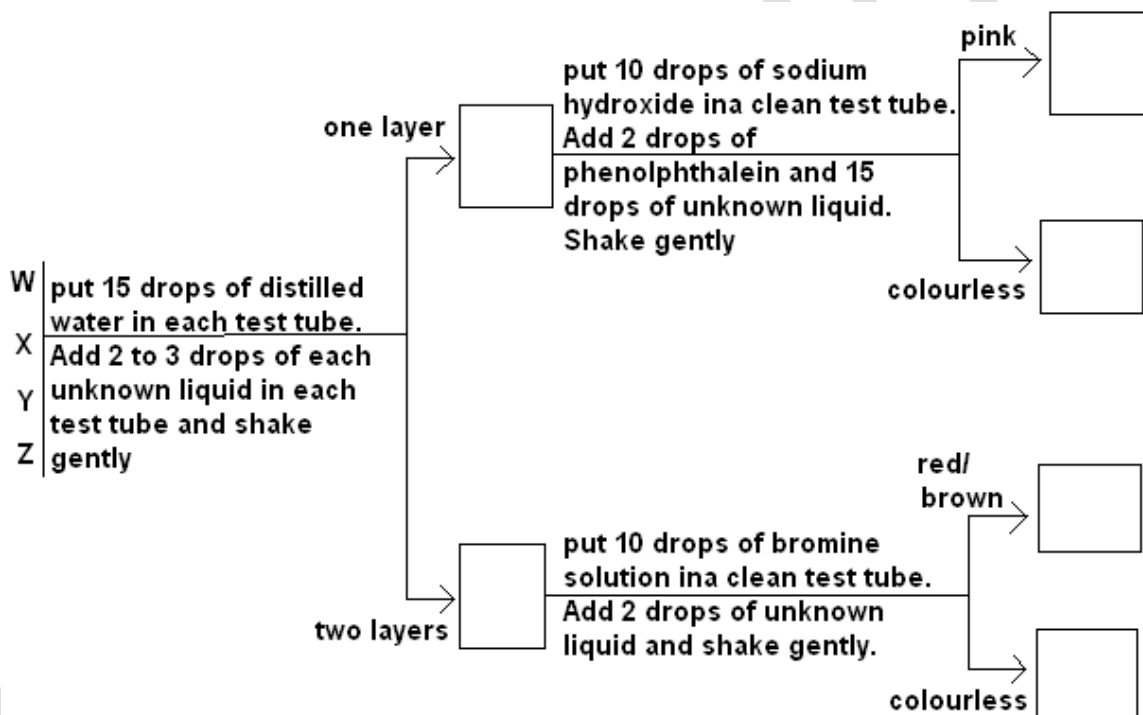 pink
put 10 drops of sodium
hydroxide ina clean test tube.
Add 2 drops of
phenolphthalein and 15
drops of unknown liquid.
Shake gently
one layer
colourless
W
X
Y
Z
put 15 drops of distilled
water in each test tube.
Add 2 to 3 drops of each
unknown liquid in each
test tube and shake
gently
red/
brown
put 10 drops of bromine
solution ina clean test tube.
Add 2 drops of unknown
liquid and shake gently.
two layers
colourless